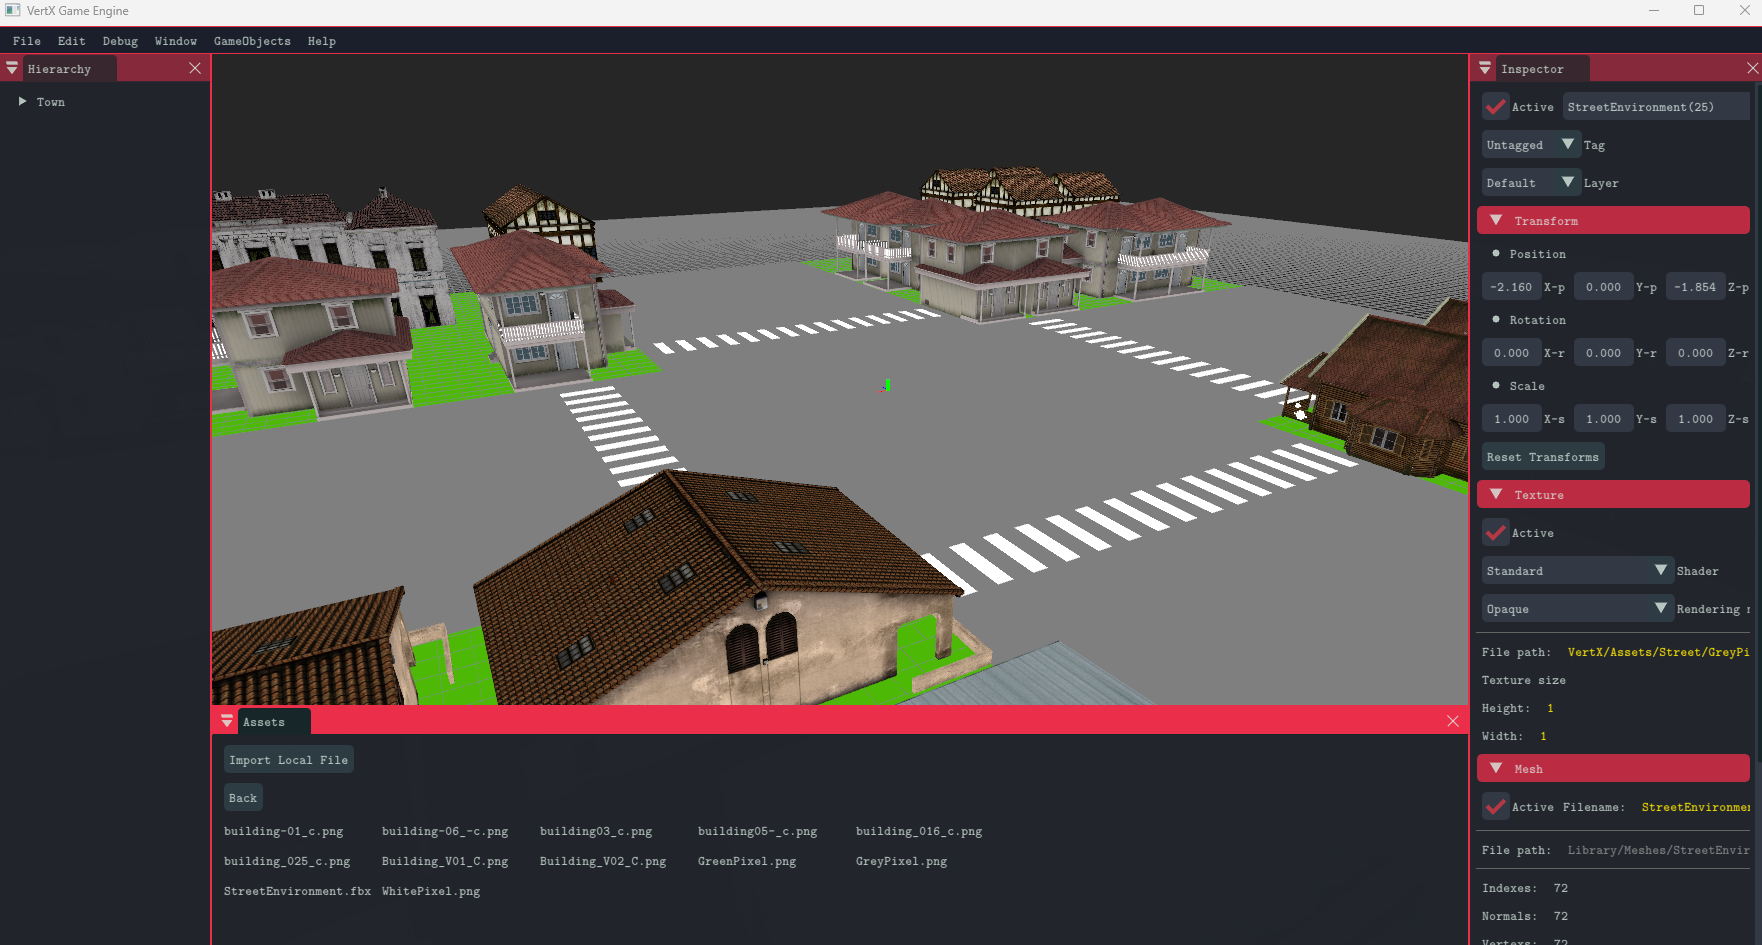 VertX Game Engine
File Edit Debug Window GameObjects Help
Hierarchy
Town
Inspector
Active StreetEnvironment(25)
Untagged Tag
Default Layer
Transform
Position
-2.160 X-p 0.000 Y-p -1.854 Z-p
Rotation
0.000 X-r 0.000 Y-r 0.000 Z-r
Scale
1.000 X-s 1.000 Y-s 1.000 Z-s
Reset Transforms
Texture
Active
Standard Shader
Opaque Rendering
File path: VertX/Assets/Street/GreyPi
Texture size
Height: 1
Width: 1
Mesh
Active Filename: StreetEnvironme
File path: Library/Meshes/StreetEnvir
Indexes: 72
Normals: 72
Vertexs: 72
Assets
Import Local File
Back
building-01_c.png building-06_-c.png building03_c.png building05-_c.png building_016_c.png
building_025_c.png Building_V01_C.png Building_V02_C.png GreenPixel.png GreyPixel.png
StreetEnvironment.fbx WhitePixel.png